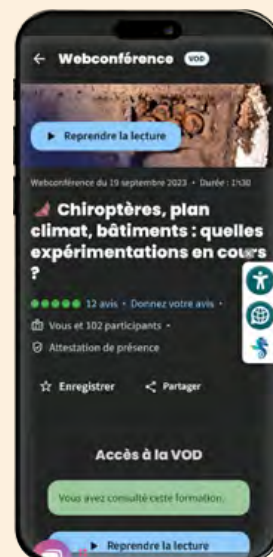 Webconférence VOD
Reprendre la lecture
Webconférence du 19 septembre 2023 • Durée : 1h30
Chiroptères, plan
climat, bâtiments : quelles
expérimentations en cours
?
12 avis • Donnez votre avis •
Vous et 102 participants •
Attestation de présence
Enregistrer Partager
Accès à la VOD
Vous avez consulté cette formation.
Reprendre la lecture